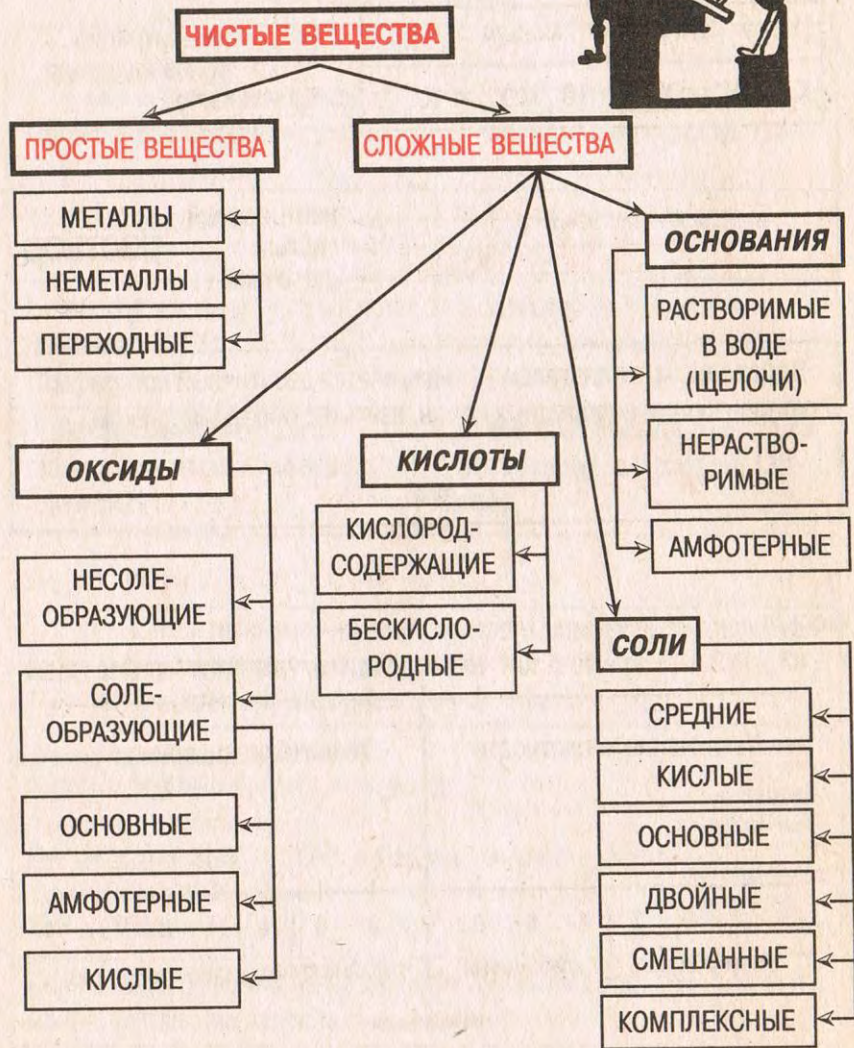 ЧИСТЫЕ ВЕЩЕСТВА
ПРОСТЫЕ ВЕЩЕСТВА
МЕТАЛЛЫ
НЕМЕТАЛЛЫ
ПЕРЕХОДНЫЕ
СЛОЖНЫЕ ВЕЩЕСТВА
ОКСИДЫ
НЕСОЛЕ-
ОБРАЗУЮЩИЕ
СОЛЕ-
ОБРАЗУЮЩИЕ
ОСНОВНЫЕ
АМФОТЕРНЫЕ
КИСЛЫЕ
КИСЛОТЫ
КИСЛОРОД-
СОДЕРЖАЩИЕ
БЕСКИСЛО-
РОДНЫЕ
ОСНОВАНИЯ
РАСТВОРИМЫЕ
В ВОДЕ
(ЩЕЛОЧИ)
НЕРАСТВО-
РИМЫЕ
АМФОТЕРНЫЕ
СОЛИ
СРЕДНИЕ
КИСЛЫЕ
ОСНОВНЫЕ
ДВОЙНЫЕ
СМЕШАННЫЕ
КОМПЛЕКСНЫЕ